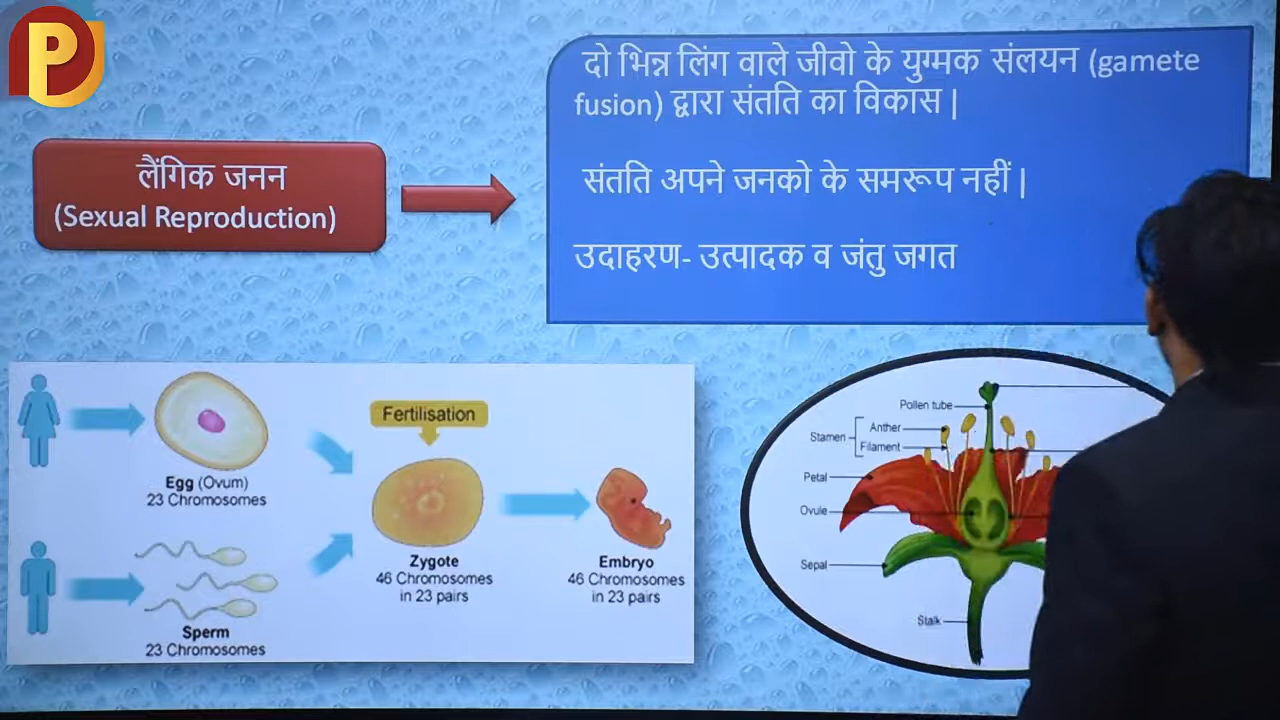 P
लैंगिक जनन
(Sexual Reproduction)
दो भिन्न लिंग वाले जीवो के युग्मक संलयन (gamete
fusion) द्वारा संतति का विकास |
संतति अपने जनको के समरूप नहीं |
उदाहरण- उत्पादक व जंतु जगत
Egg (Ovum)
23 Chromosomes
Sperm
23 Chromosomes
Fertilisation
Zygote
46 Chromosomes
in 23 pairs
Embryo
46 Chromosomes
in 23 pairs
Pollen tube
Stamen
Anther
Filament
Petal
Ovule
Sepal
Stalk